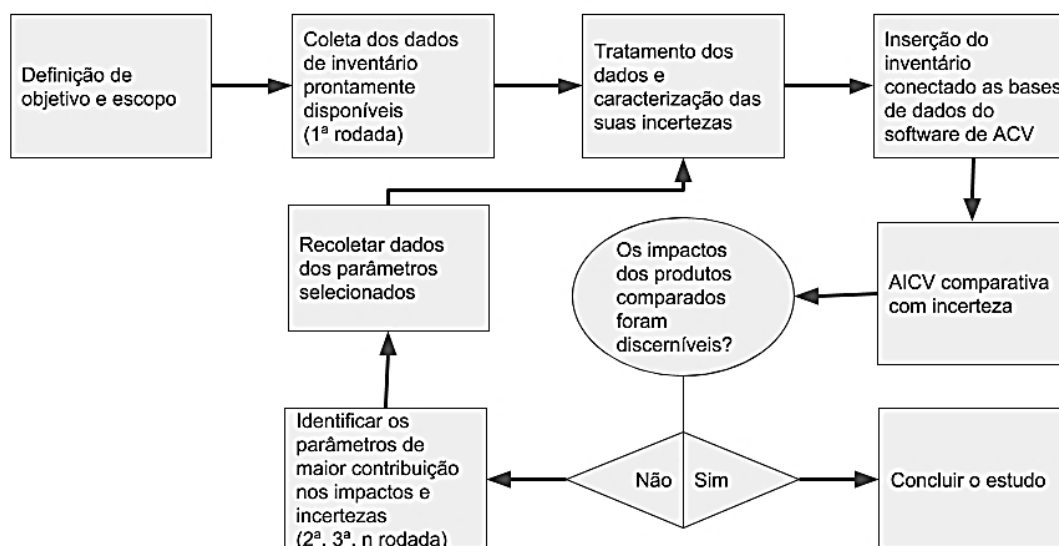 Definição de
objetivo e escopo
Coleta dos dados
de inventário
prontamente
disponíveis
(1ª rodada)
Tratamento dos
dados e
caracterização das
suas incertezas
Inserção do
inventário
conectado as bases
de dados do
software de ACV
AICV comparativa
com incerteza
Os impactos
dos produtos
comparados
foram
discerníveis?
Não
Sim
Concluir o estudo
Identificar os
parâmetros de
maior contribuição
nos impactos e
incertezas
(2ª, 3ª, n rodada)
Recoletar dados
dos parâmetros
selecionados